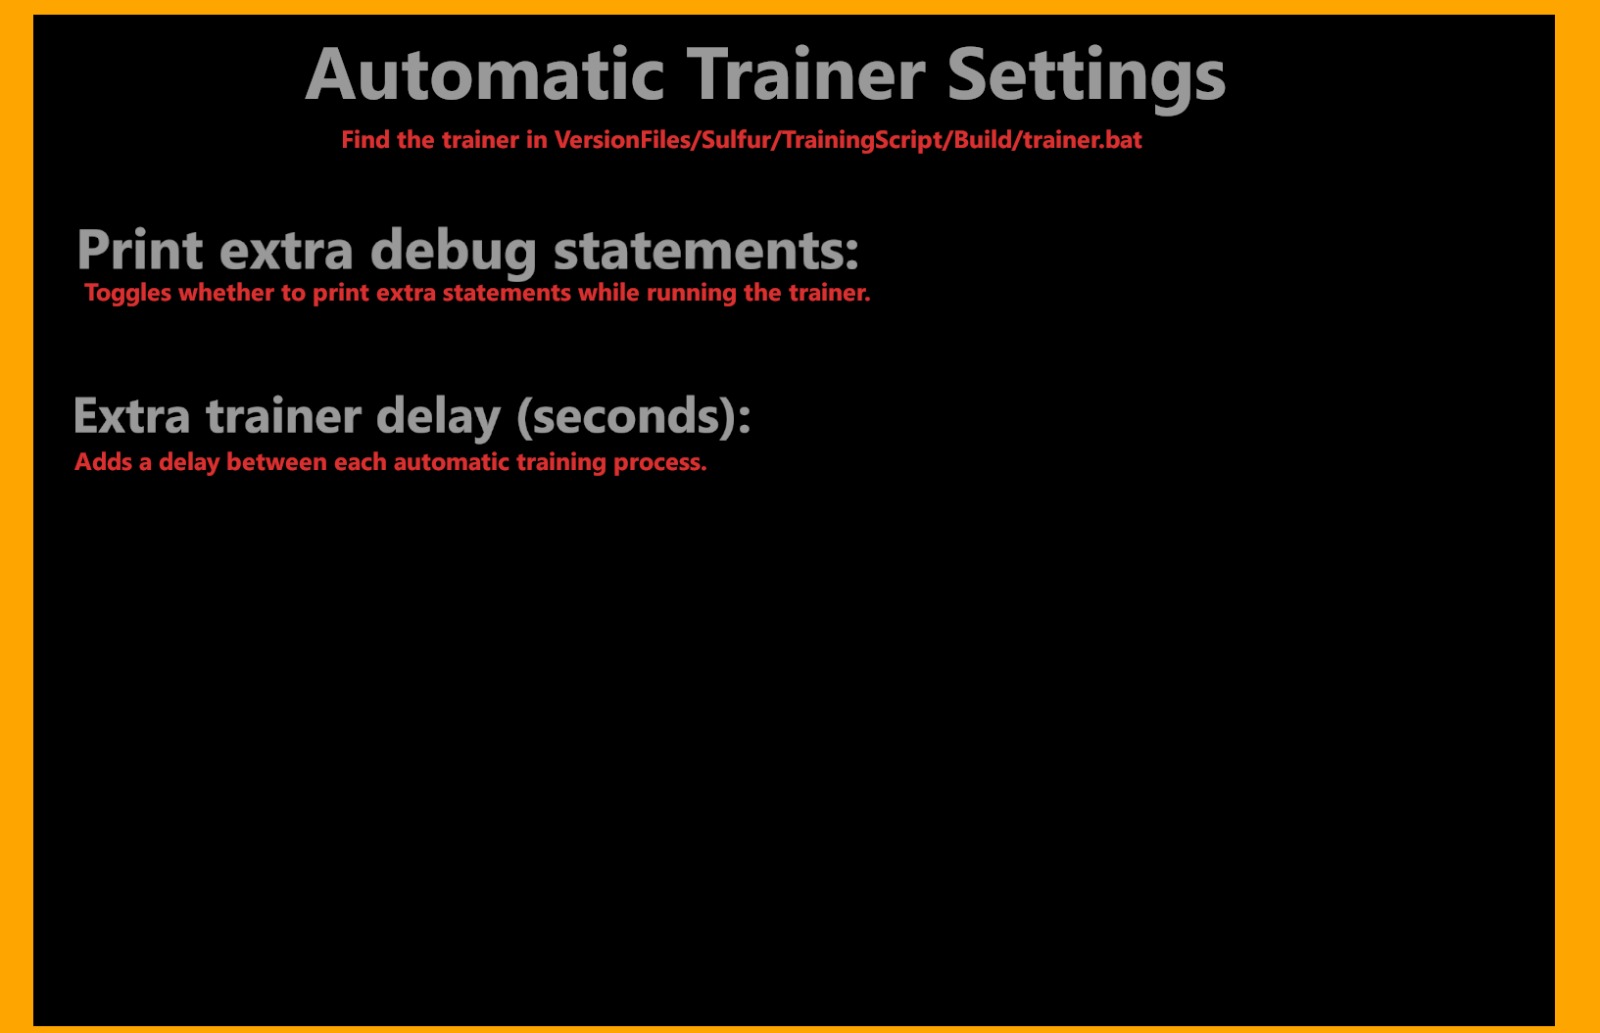 Automatic Trainer Settings
Find the trainer in VersionFiles/Sulfur/TrainingScript/Build/trainer.bat
Print extra debug statements:
Toggles whether to print extra statements while running the trainer.
Extra trainer delay (seconds):
Adds a delay between each automatic training process.